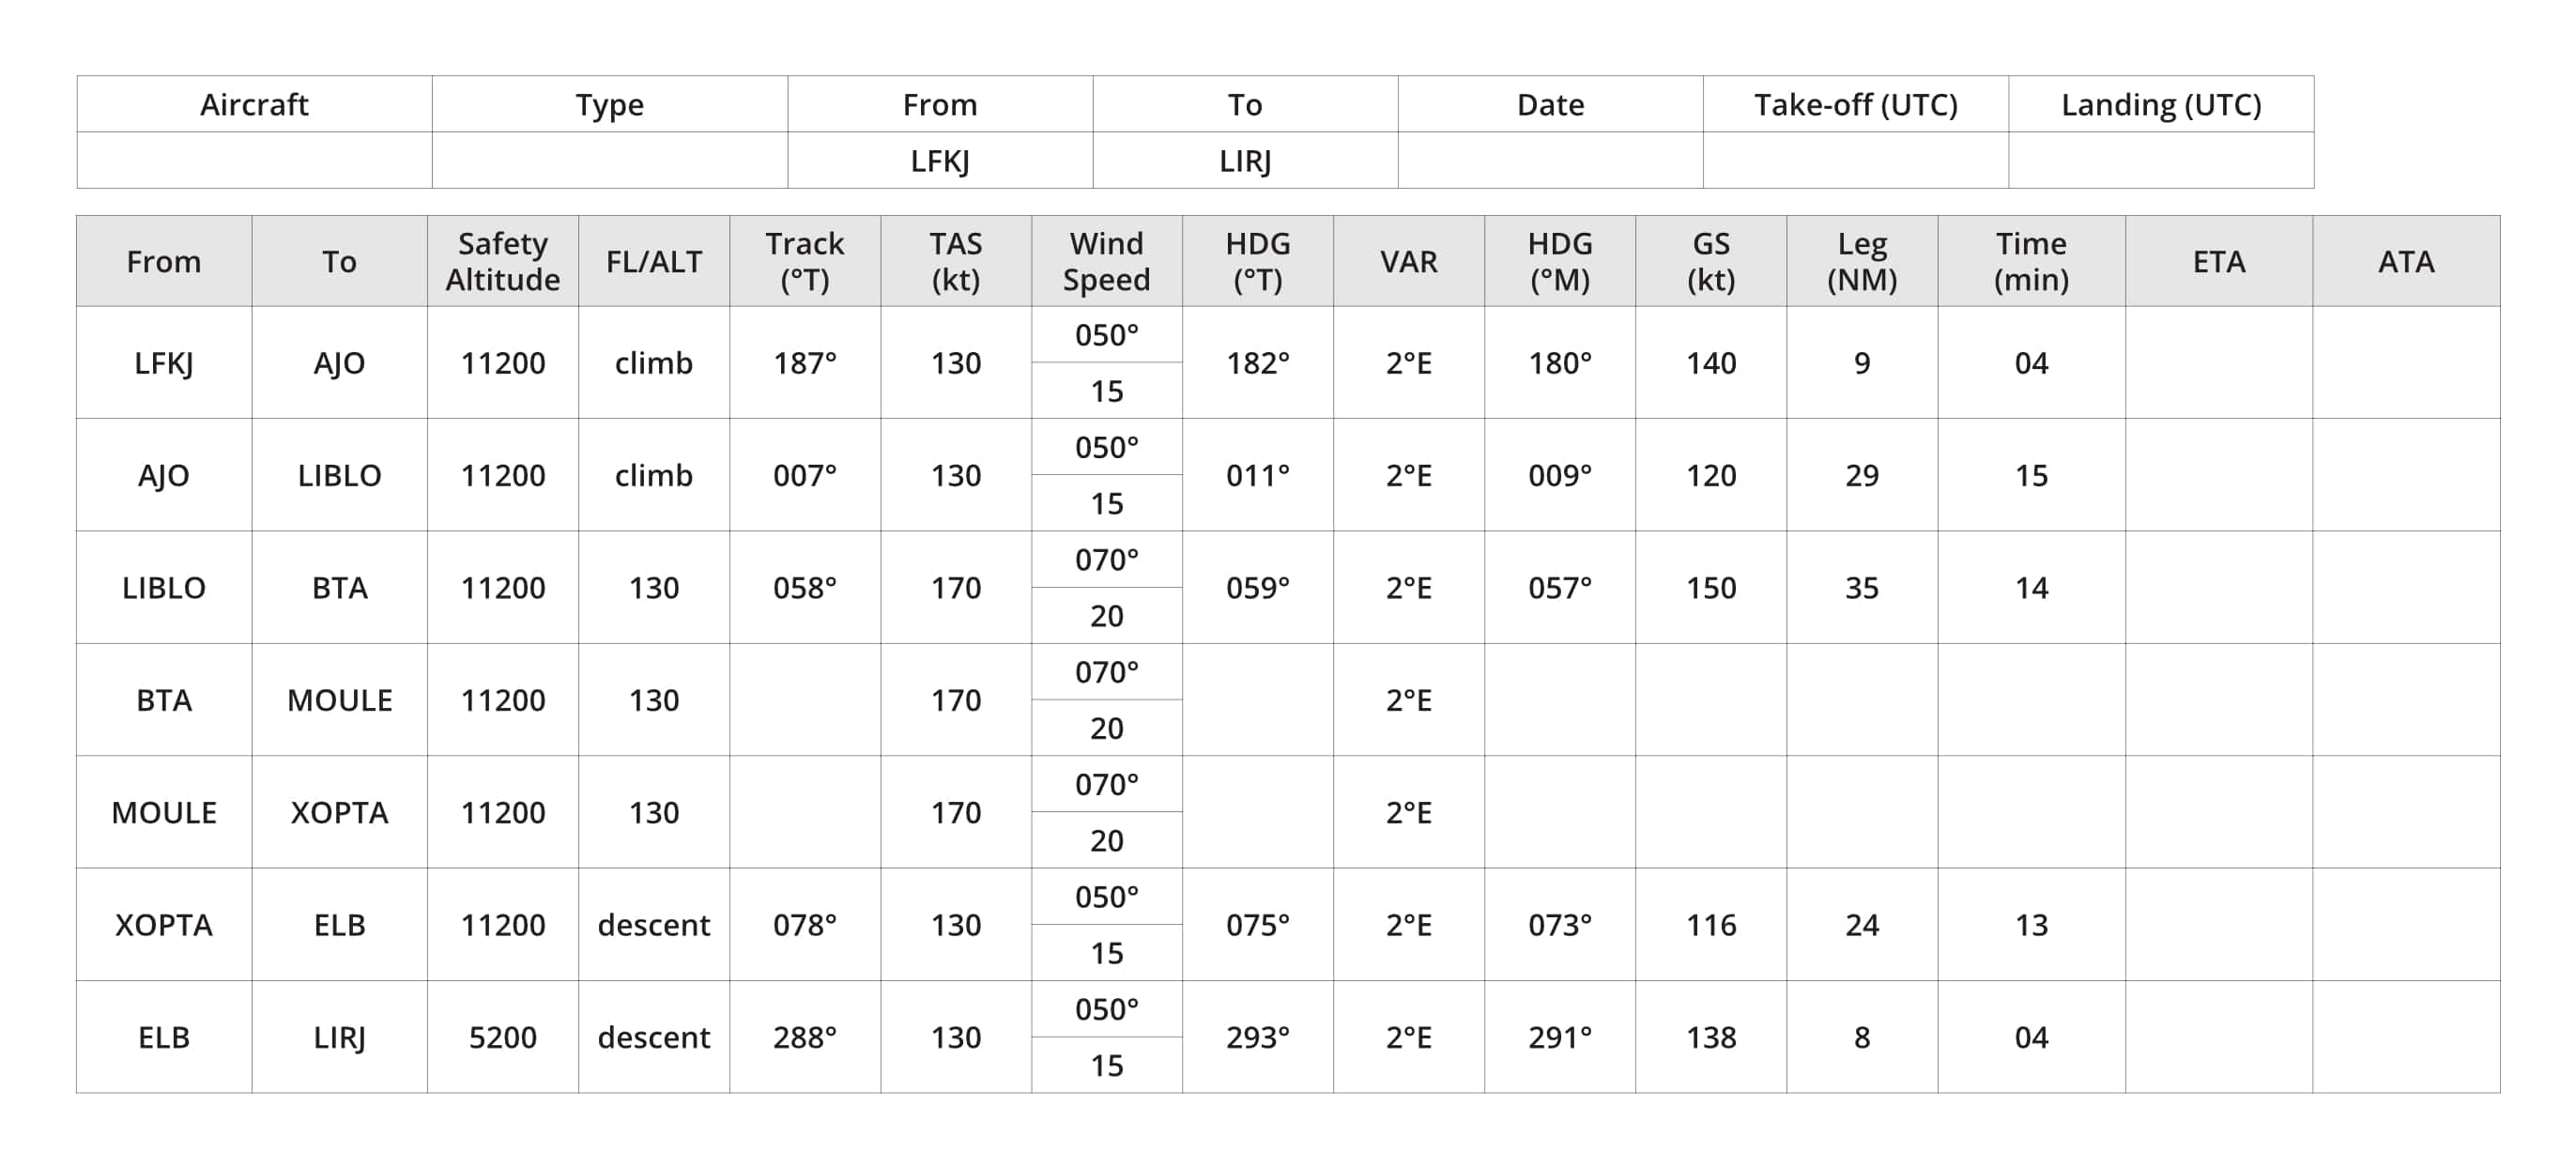 Aircraft Type From To Date Take-off (UTC) Landing (UTC)
LFKJ LIRJ
From To Safety Altitude FL/ALT Track (°T) TAS (kt) Wind Speed HDG (°T) VAR HDG (°M) GS (kt) Leg (NM) Time (min) ETA ATA
LFKJ AJO 11200 climb 187° 130 050° 15 182° 2°E 180° 140 9 04
AJO LIBLO 11200 climb 007° 130 050° 15 011° 2°E 009° 120 29 15
LIBLO BTA 11200 130 058° 170 070° 20 059° 2°E 057° 150 35 14
BTA MOULE 11200 130 170 070° 20 2°E
MOULE XOPTA 11200 130 170 070° 20 2°E
XOPTA ELB 11200 descent 078° 130 050° 15 075° 2°E 073° 116 24 13
ELB LIRJ 5200 descent 288° 130 050° 15 293° 2°E 291° 138 8 04